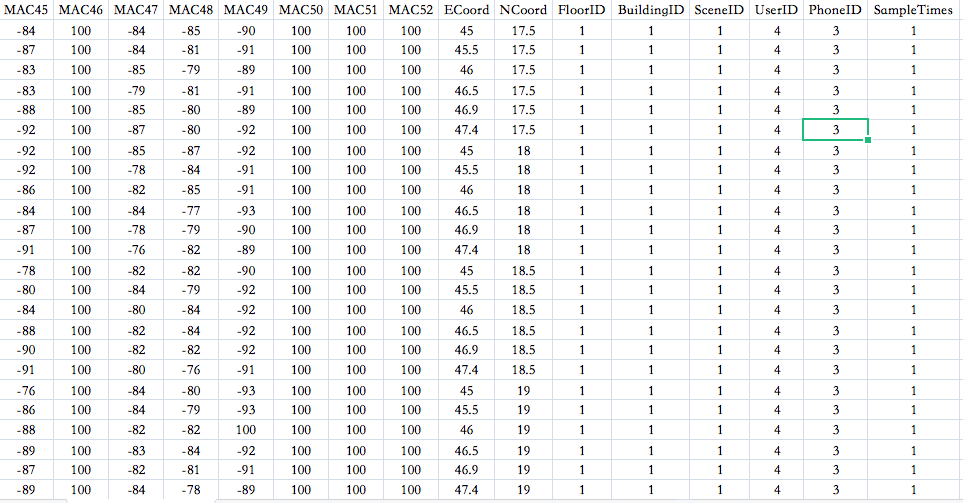 MAC45 MAC46 MAC47 MAC48 MAC49 MAC50 MAC51 MAC52 ECoord NCoord FloorID BuildingID SceneID UserID PhoneID SampleTimes
-84 100 -84 -85 -90 100 100 100 45 17.5 1 1 1 4 3 1
-87 100 -84 -81 -91 100 100 100 45.5 17.5 1 1 1 4 3 1
-83 100 -85 -79 -89 100 100 100 46 17.5 1 1 1 4 3 1
-83 100 -79 -81 -91 100 100 100 46.5 17.5 1 1 1 4 3 1
-88 100 -85 -80 -89 100 100 100 46.9 17.5 1 1 1 4 3 1
-92 100 -87 -80 -92 100 100 100 47.4 17.5 1 1 1 4 3 1
-92 100 -85 -87 -92 100 100 100 45 18 1 1 1 4 3 1
-92 100 -78 -84 -91 100 100 100 45.5 18 1 1 1 4 3 1
-86 100 -82 -85 -91 100 100 100 46 18 1 1 1 4 3 1
-84 100 -84 -77 -93 100 100 100 46.5 18 1 1 1 4 3 1
-87 100 -78 -79 -90 100 100 100 46.9 18 1 1 1 4 3 1
-91 100 -76 -82 -89 100 100 100 47.4 18 1 1 1 4 3 1
-78 100 -82 -82 -90 100 100 100 45 18.5 1 1 1 4 3 1
-80 100 -84 -79 -92 100 100 100 45.5 18.5 1 1 1 4 3 1
-84 100 -80 -84 -92 100 100 100 46 18.5 1 1 1 4 3 1
-88 100 -82 -84 -92 100 100 100 46.5 18.5 1 1 1 4 3 1
-90 100 -82 -82 -92 100 100 100 46.9 18.5 1 1 1 4 3 1
-91 100 -80 -76 -91 100 100 100 47.4 18.5 1 1 1 4 3 1
-76 100 -84 -80 -93 100 100 100 45 19 1 1 1 4 3 1
-86 100 -84 -79 -93 100 100 100 45.5 19 1 1 1 4 3 1
-88 100 -82 -82 100 100 100 100 46 19 1 1 1 4 3 1
-89 100 -83 -84 -92 100 100 100 46.5 19 1 1 1 4 3 1
-87 100 -82 -81 -91 100 100 100 46.9 19 1 1 1 4 3 1
-89 100 -84 -78 -89 100 100 100 47.4 19 1 1 1 4 3 1